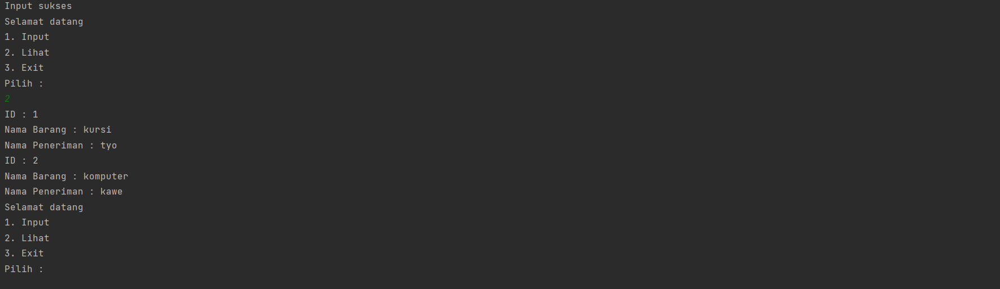 Input sukses
Selamat datang
1. Input
2. Lihat
3. Exit
Pilih :
2
ID : 1
Nama Barang : kursi
Nama Peneriman : tyo
ID : 2
Nama Barang : komputer
Nama Peneriman : kawe
Selamat datang
1. Input
2. Lihat
3. Exit
Pilih :